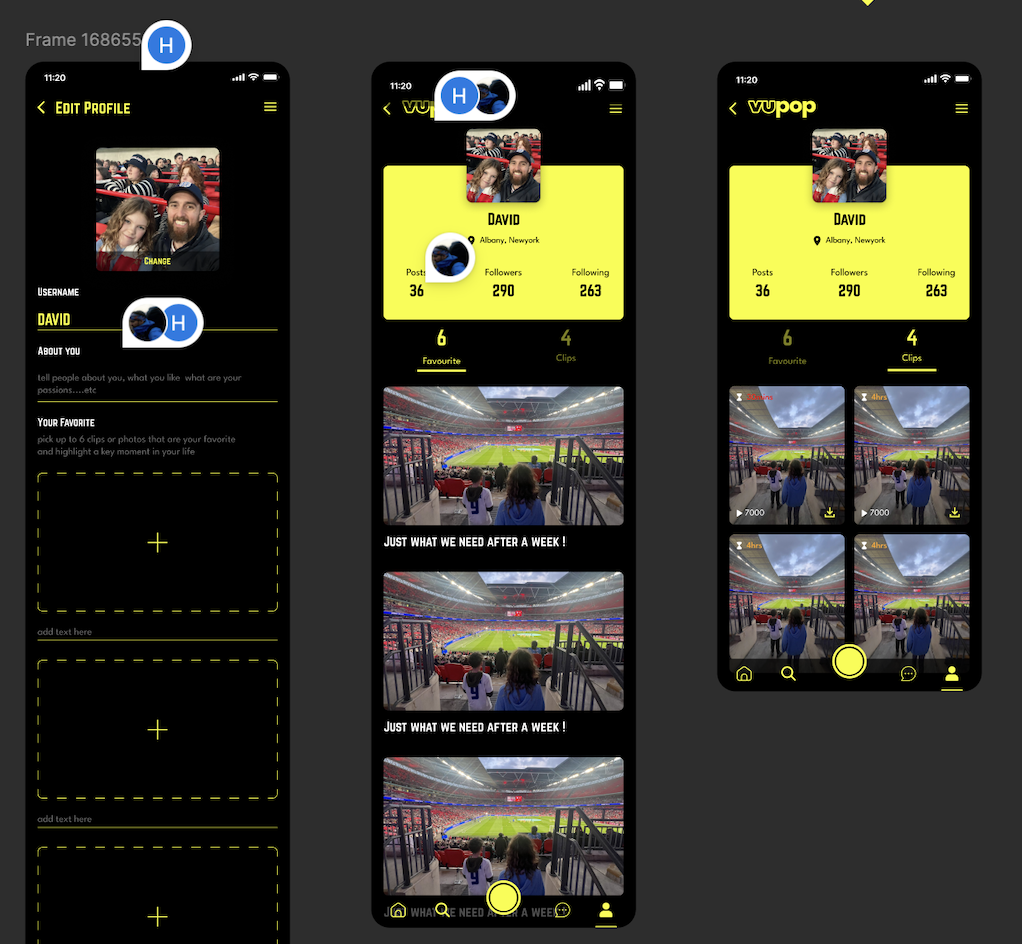 Frame 168655
H
11:20
Edit Profile
Change
Username
David
H
About you
tell people about you, what you like what are your
passions....etc
Your Favorite
pick up to 6 clips or photos that are your favorite
and highlight a key moment in your life
add text here
add text here
11:20
H
vup
David
Albany, Newyork
Posts Followers Following
36 290 263
6 4
Favourite Clips
Just what we need after a week !
Just what we need after a week !
Just what we need after a week
11:20
vupop
David
Albany, Newyork
Posts Followers Following
36 290 263
6 4
Favourite Clips
4hrs
7000 7000
4hrs 4hrs